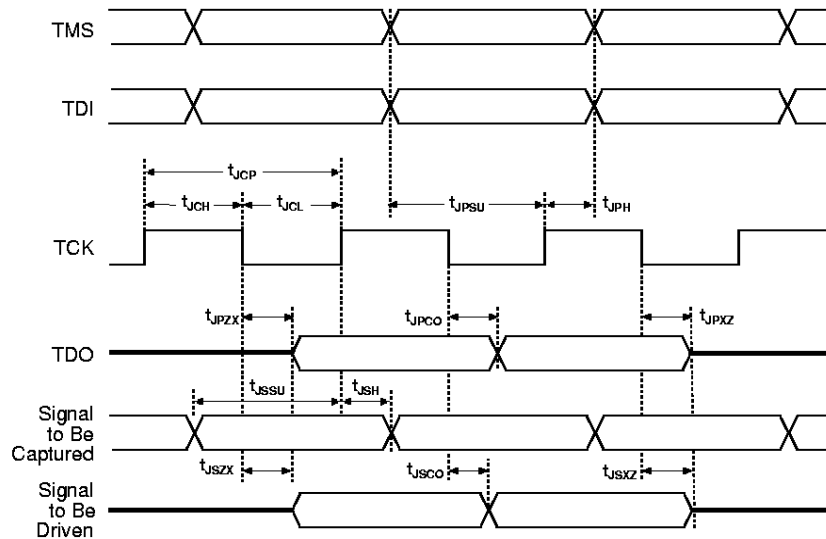 TMS
TDI
tJCP
tJCH
tJCL
tJPSU
tJPH
TCK
tJPZX
tJPCO
tJPXZ
TDO
tJSSU
tJSH
Signal
to Be
Captured
tJSZX
tJSCO
tJSXZ
Signal
to Be
Driven